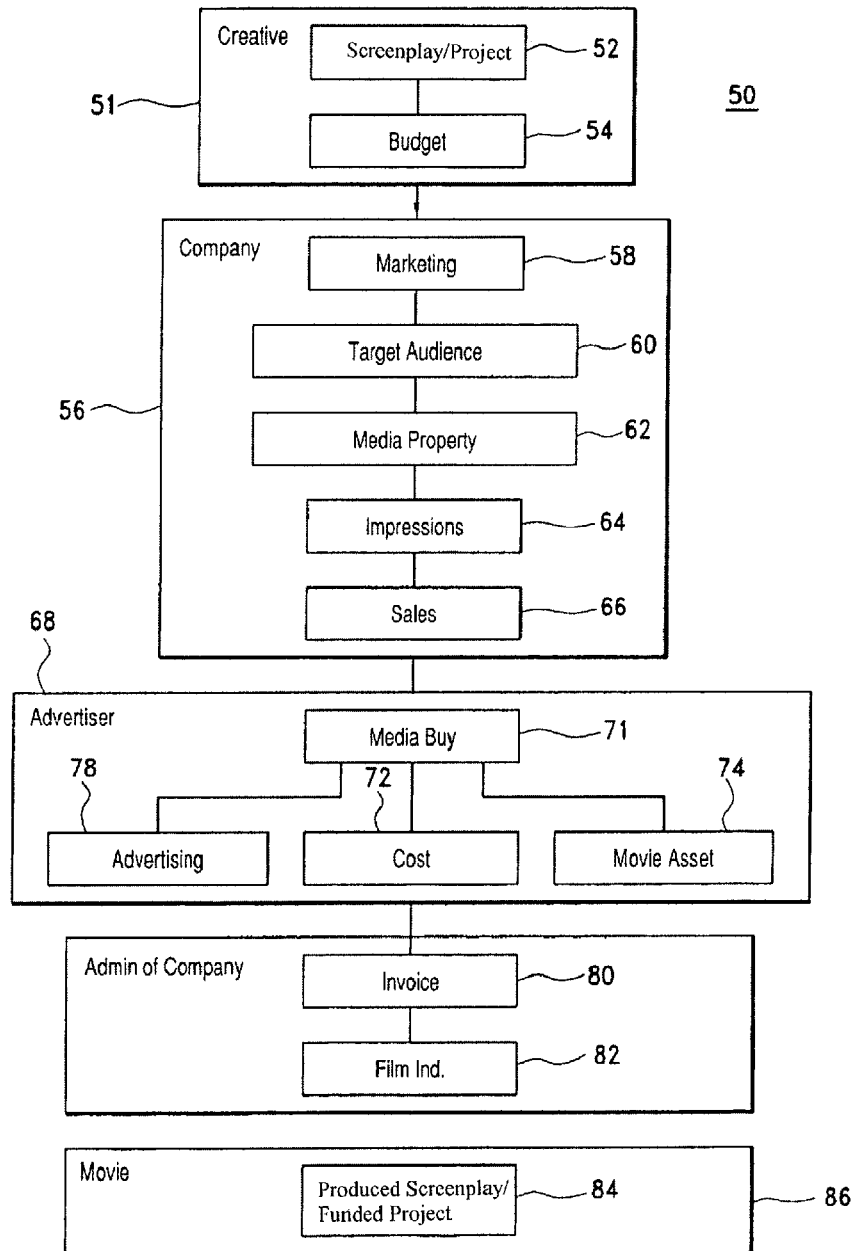 Creative
Screenplay/Project
52
51
50
Budget
54
Company
Marketing
58
Target Audience
60
56
Media Property
62
Impressions
64
Sales
66
68
Advertiser
Media Buy
71
78
72
74
Advertising
Cost
Movie Asset
Admin of Company
Invoice
80
Film Ind.
82
Movie
Produced Screenplay/
Funded Project
84
86